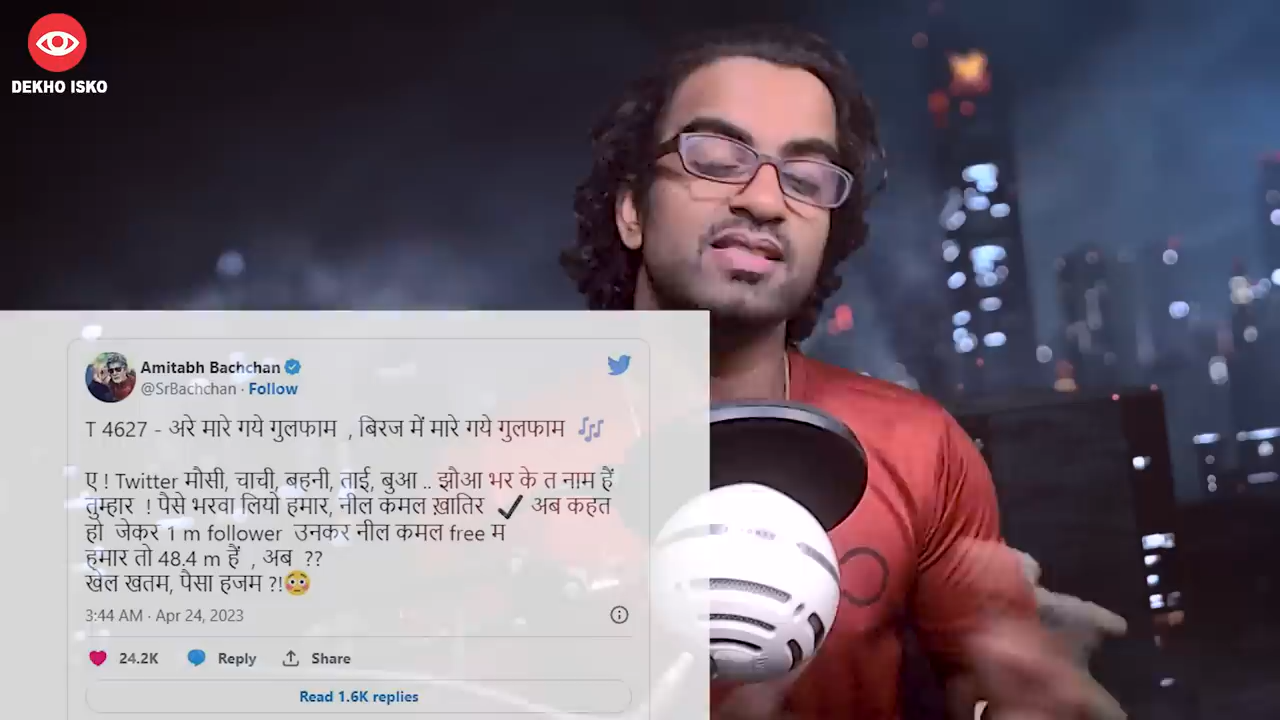 DEKHO ISKO
Amitabh Bachchan
@SrBachchan · Follow
T 4627 - अरे मारे गये गुलफाम , बिरज में मारे गये गुलफाम 🎶
ए ! Twitter मौसी, चाची, बहनी, ताई, बुआ .. झौआ भर के त नाम हैं
तुम्हार ! पैसे भरवा लियो हमार, नील कमल ख़ातिर ✔️ अब कहत
हो जेकर 1 m follower उनकर नील कमल free म
हमार तो 48.4 m हैं , अब ??
खेल खतम, पैसा हजम ?!😳
3:44 AM · Apr 24, 2023
24.2K Reply Share
Read 1.6K replies